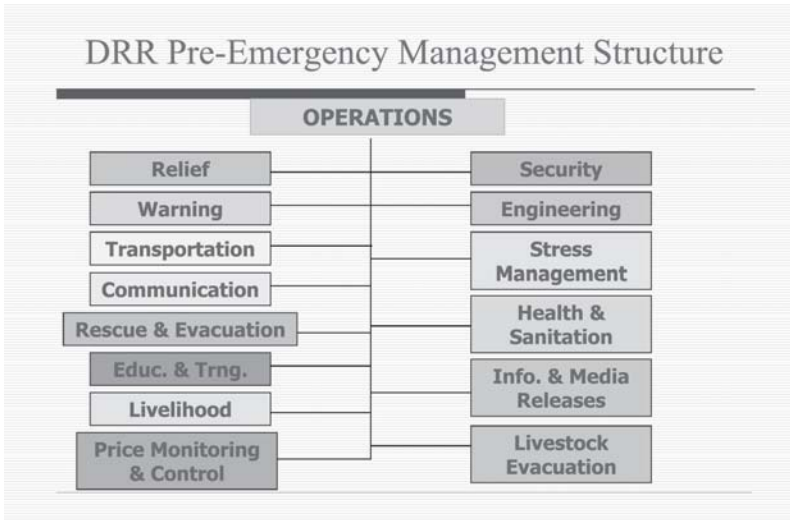 DRR Pre-Emergency Management Structure
OPERATIONS
Relief
Warning
Transportation
Communication
Rescue & Evacuation
Educ. & Trng.
Livelihood
Price Monitoring
& Control
Security
Engineering
Stress
Management
Health &
Sanitation
Info. & Media
Releases
Livestock
Evacuation